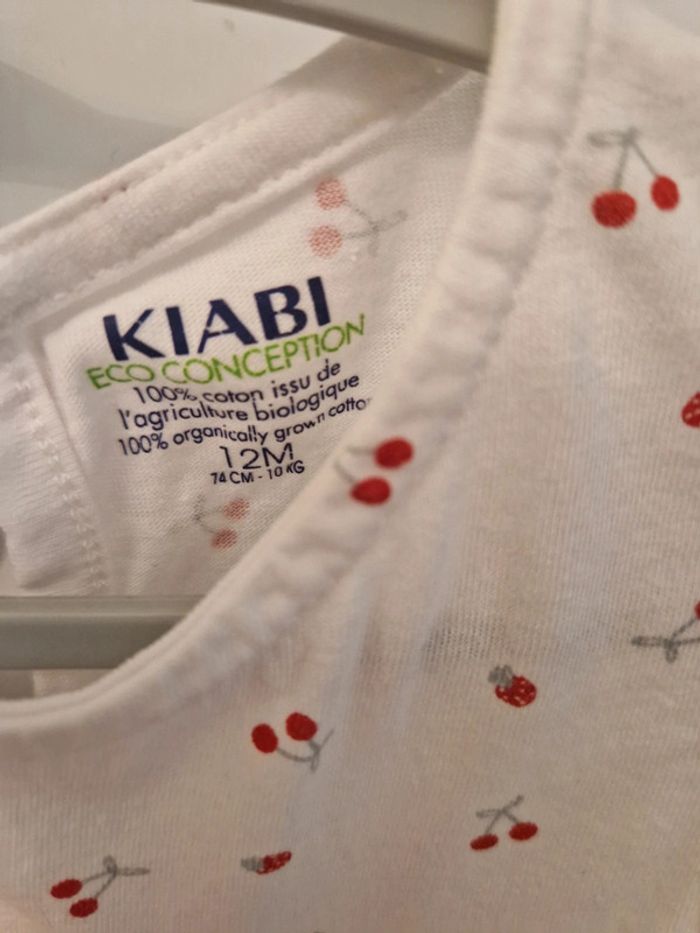 KIABI
ECO CONCEPTION
100% coton issu de
l'agriculture biologique
100% organically grown cotton
12M
74 CM - 10 KG